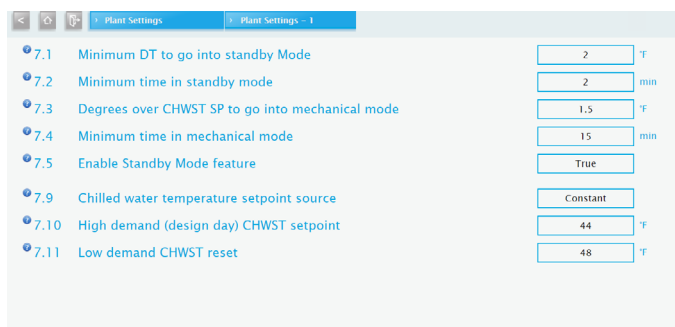 < Plant Settings Plant Settings – 1
? 7.1 Minimum DT to go into standby Mode 2 °F
? 7.2 Minimum time in standby mode 2 min
? 7.3 Degrees over CHWST SP to go into mechanical mode 1.5 °F
? 7.4 Minimum time in mechanical mode 15 min
? 7.5 Enable Standby Mode feature True
? 7.9 Chilled water temperature setpoint source Constant
? 7.10 High demand (design day) CHWST setpoint 44 °F
? 7.11 Low demand CHWST reset 48 °F